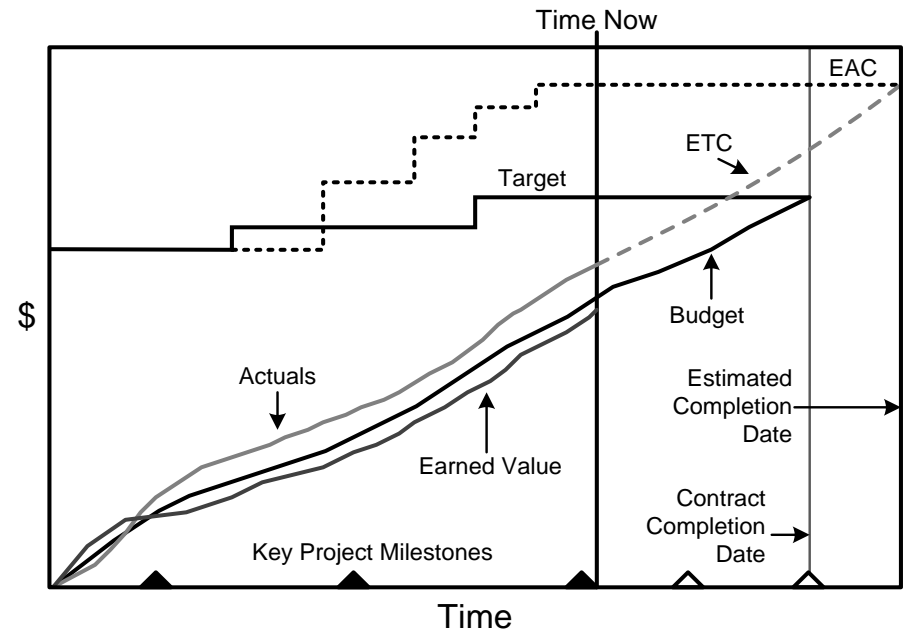 Time Now
EAC
ETC
Target
$
Budget
Actuals
Estimated
Completion
Date
Earned Value
Contract
Completion
Date
Key Project Milestones
Time